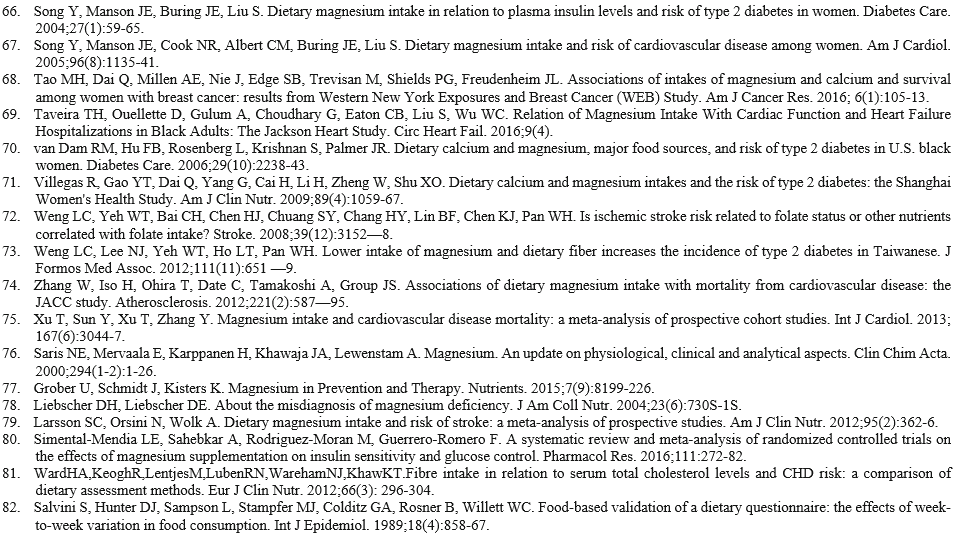 66. Song Y, Manson JE, Buring JE, Liu S. Dietary magnesium intake in relation to plasma insulin levels and risk of type 2 diabetes in women. Diabetes Care.
2004;27(1):59-65.
67. Song Y, Manson JE, Cook NR, Albert CM, Buring JE, Liu S. Dietary magnesium intake and risk of cardiovascular disease among women. Am J Cardiol.
2005;96(8):1135-41.
68. Tao MH, Dai Q, Millen AE, Nie J, Edge SB, Trevisan M, Shields PG, Freudenheim JL. Associations of intakes of magnesium and calcium and survival
among women with breast cancer: results from Western New York Exposures and Breast Cancer (WEB) Study. Am J Cancer Res. 2016; 6(1):105-13.
69. Taveira TH, Ouellette D, Gulum A, Choudhary G, Eaton CB, Liu S, Wu WC. Relation of Magnesium Intake With Cardiac Function and Heart Failure
Hospitalizations in Black Adults: The Jackson Heart Study. Circ Heart Fail. 2016;9(4).
70. van Dam RM, Hu FB, Rosenberg L, Krishnan S, Palmer JR. Dietary calcium and magnesium, major food sources, and risk of type 2 diabetes in U.S. black
women. Diabetes Care. 2006;29(10):2238-43.
71. Villegas R, Gao YT, Dai Q, Yang G, Cai H, Li H, Zheng W, Shu XO. Dietary calcium and magnesium intakes and the risk of type 2 diabetes: the Shanghai
Women's Health Study. Am J Clin Nutr. 2009;89(4):1059-67.
72. Weng LC, Yeh WT, Bai CH, Chen HJ, Chuang SY, Chang HY, Lin BF, Chen KJ, Pan WH. Is ischemic stroke risk related to folate status or other nutrients
correlated with folate intake? Stroke. 2008;39(12):3152—8.
73. Weng LC, Lee NJ, Yeh WT, Ho LT, Pan WH. Lower intake of magnesium and dietary fiber increases the incidence of type 2 diabetes in Taiwanese. J
Formos Med Assoc. 2012;111(11):651 —9.
74. Zhang W, Iso H, Ohira T, Date C, Tamakoshi A, Group JS. Associations of dietary magnesium intake with mortality from cardiovascular disease: the
JACC study. Atherosclerosis. 2012;221(2):587—95.
75. Xu T, Sun Y, Xu T, Zhang Y. Magnesium intake and cardiovascular disease mortality: a meta-analysis of prospective cohort studies. Int J Cardiol. 2013;
167(6):3044-7.
76. Saris NE, Mervaala E, Karppanen H, Khawaja JA, Lewenstam A. Magnesium. An update on physiological, clinical and analytical aspects. Clin Chim Acta.
2000;294(1-2):1-26.
77. Grober U, Schmidt J, Kisters K. Magnesium in Prevention and Therapy. Nutrients. 2015;7(9):8199-226.
78. Liebscher DH, Liebscher DE. About the misdiagnosis of magnesium deficiency. J Am Coll Nutr. 2004;23(6):730S-1S.
79. Larsson SC, Orsini N, Wolk A. Dietary magnesium intake and risk of stroke: a meta-analysis of prospective studies. Am J Clin Nutr. 2012;95(2):362-6.
80. Simental-Mendia LE, Sahebkar A, Rodriguez-Moran M, Guerrero-Romero F. A systematic review and meta-analysis of randomized controlled trials on
the effects of magnesium supplementation on insulin sensitivity and glucose control. Pharmacol Res. 2016;111:272-82.
81. WardHA,KeoghR,LentjesM,LubenRN,WarehamNJ,KhawKT.Fibre intake in relation to serum total cholesterol levels and CHD risk: a comparison of
dietary assessment methods. Eur J Clin Nutr. 2012;66(3): 296-304.
82. Salvini S, Hunter DJ, Sampson L, Stampfer MJ, Colditz GA, Rosner B, Willett WC. Food-based validation of a dietary questionnaire: the effects of week-
to-week variation in food consumption. Int J Epidemiol. 1989;18(4):858-67.